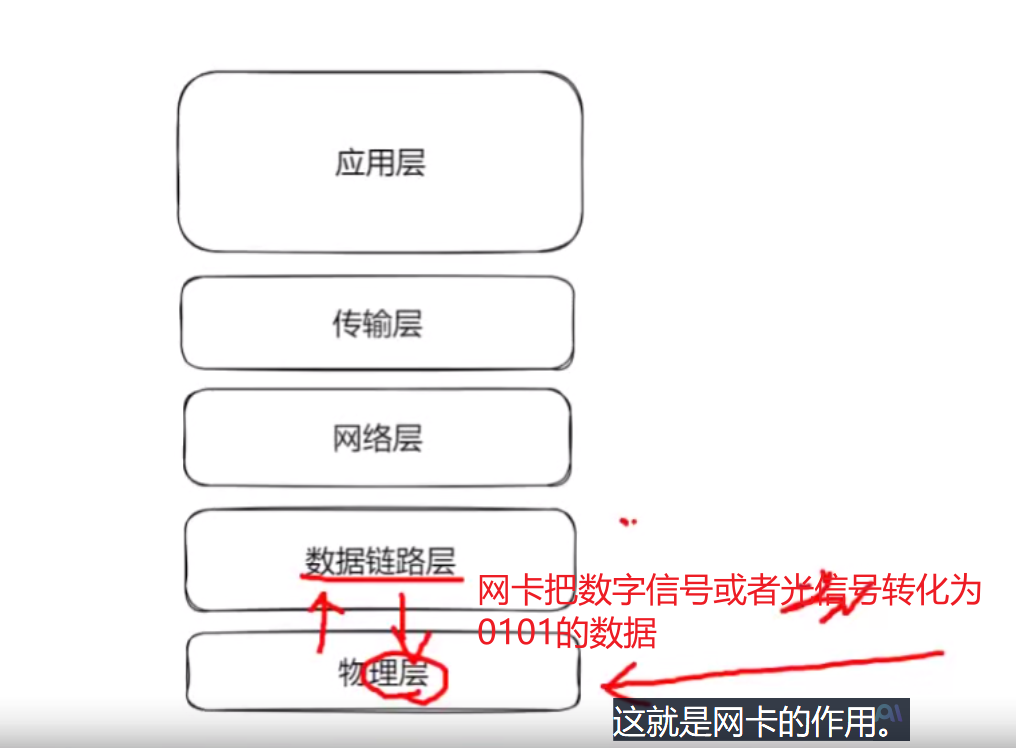 应用层
传输层
网络层
数据链路层
网卡把数字信号或者光信号转化为
0101的数据
物理层
这就是网卡的作用。
AI